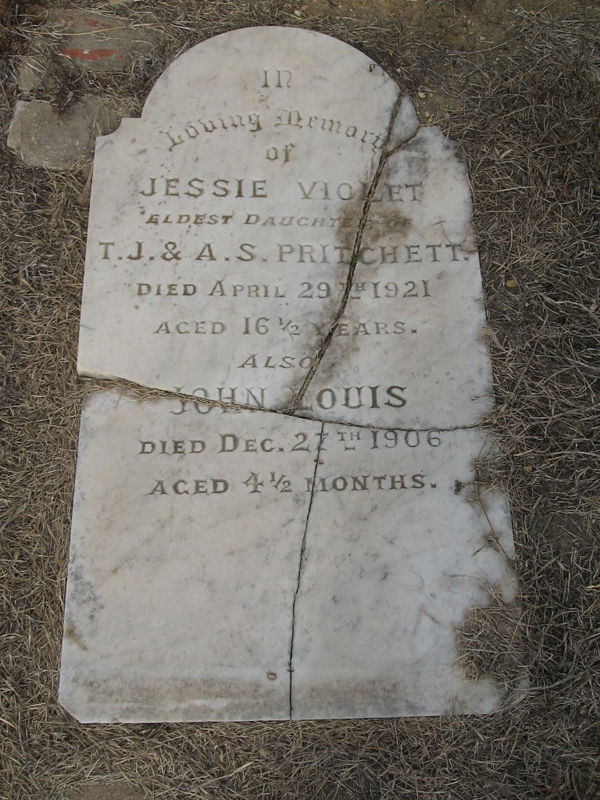 IN
Loving Memory
of
JESSIE VIOLET
ELDEST DAUGHTER OF
T.J. & A.S. PRITCHETT.
DIED APRIL 29TH 1921
AGED 16½ YEARS.
ALSO
JOHN LOUIS
DIED DEC. 27TH 1906
AGED 4½ MONTHS.